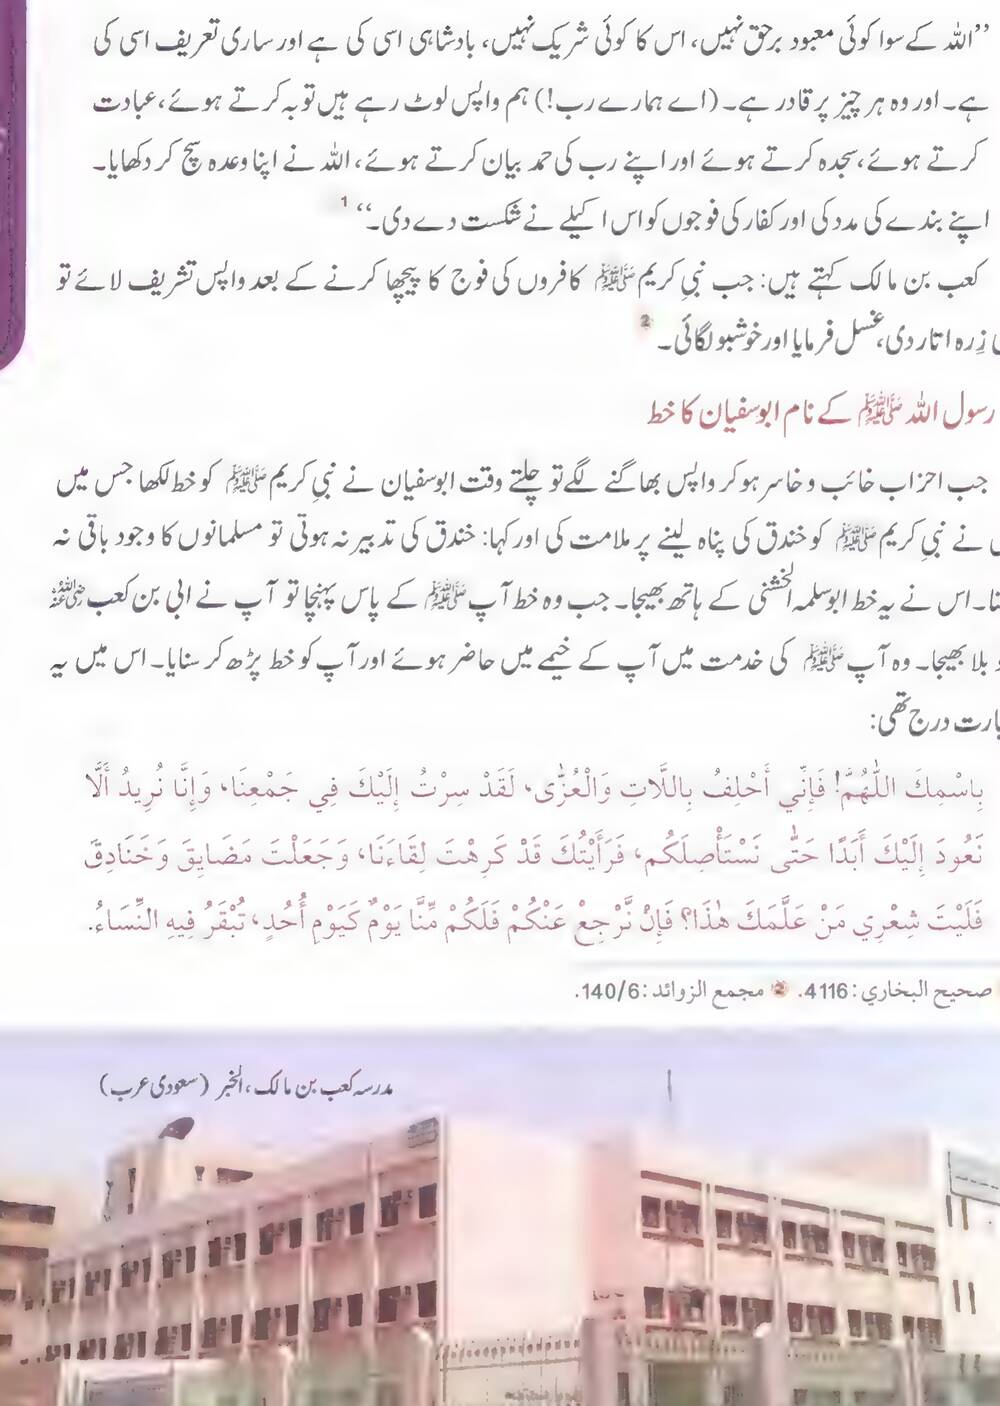 ”اللہ کے سوا کوئی معبود برحق نہیں، اس کا کوئی شریک نہیں، بادشاہی اسی کی ہے اور ساری تعریف اسی کی
ہے۔ اور وہ ہر چیز پر قادر ہے۔ (اے ہمارے رب!) ہم واپس لوٹ رہے ہیں توبہ کرتے ہوئے، عبادت
کرتے ہوئے، سجدہ کرتے ہوئے اور اپنے رب کی حمد بیان کرتے ہوئے، اللہ نے اپنا وعدہ سچ کر دکھایا۔
اپنے بندے کی مدد کی اور کفار کی فوجوں کو اس اکیلے نے شکست دے دی۔“ 1
کعب بن مالک کہتے ہیں: جب نبیِ کریم ﷺ کافروں کی فوج کا پیچھا کرنے کے بعد واپس تشریف لائے تو
زِرہ اتار دی، غسل فرمایا اور خوشبو لگائی۔ 2
رسول اللہ ﷺ کے نام ابوسفیان کا خط
جب احزاب خائب و خاسر ہوکر واپس بھاگنے لگے تو چلتے وقت ابوسفیان نے نبیِ کریم ﷺ کو خط لکھا جس میں
نے نبیِ کریم ﷺ کو خندق کی پناہ لینے پر ملامت کی اور کہا: خندق کی تدبیر نہ ہوتی تو مسلمانوں کا وجود باقی نہ
اس نے یہ خط ابوسلمہ الخشنی کے ہاتھ بھیجا۔ جب وہ خط آپ ﷺ کے پاس پہنچا تو آپ نے ابی بن کعب رضی اللہ عنہ
بلا بھیجا۔ وہ آپ ﷺ کی خدمت میں آپ کے خیمے میں حاضر ہوئے اور آپ کو خط پڑھ کر سنایا۔ اس میں یہ
درج تھی:
بِاسْمِكَ اللّٰهُمَّ! فَإِنِّي أَحْلِفُ بِاللَّاتِ وَالْعُزّٰى، لَقَدْ سِرْتُ إِلَيْكَ فِي جَمْعِنَا، وَإِنَّا نُرِيدُ أَلَّا
نَعُودَ إِلَيْكَ أَبَدًا حَتّٰى نَسْتَأْصِلَكُم، فَرَأَيْتُكَ قَدْ كَرِهْتَ لِقَاءَنَا، وَجَعَلْتَ مَضَايِقَ وَخَنَادِقَ
فَلَيْتَ شِعْرِي مَنْ عَلَّمَكَ هٰذَا؟ فَإِنْ نَّرْجِعْ عَنْكُمْ فَلَكُمْ مِّنَّا يَوْمٌ كَيَوْمِ أُحُدٍ، تُبْقَرُ فِيهِ النِّسَاءُ.
صحيح البخاري: 4116. 2 مجمع الزوائد: 140/6.
مدرسہ کعب بن مالک، الخبر (سعودی عرب)